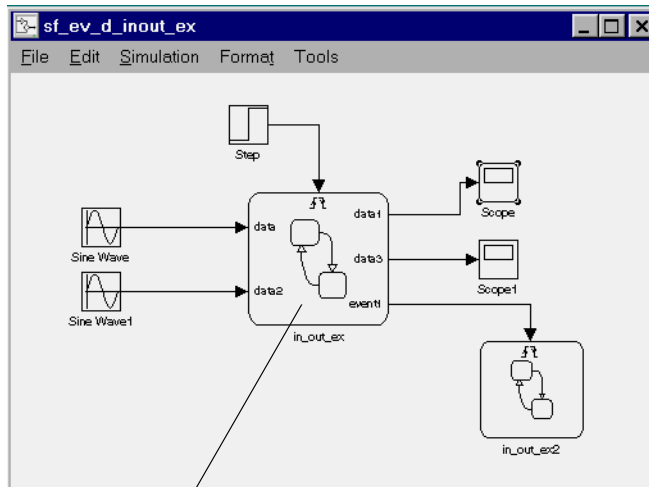 sf_ev_d_inout_ex
File Edit Simulation Format Tools
Step
data
data1
Scope
Sine Wave
data3
data2
Scope1
Sine Wave1
event1
in_out_ex
in_out_ex2